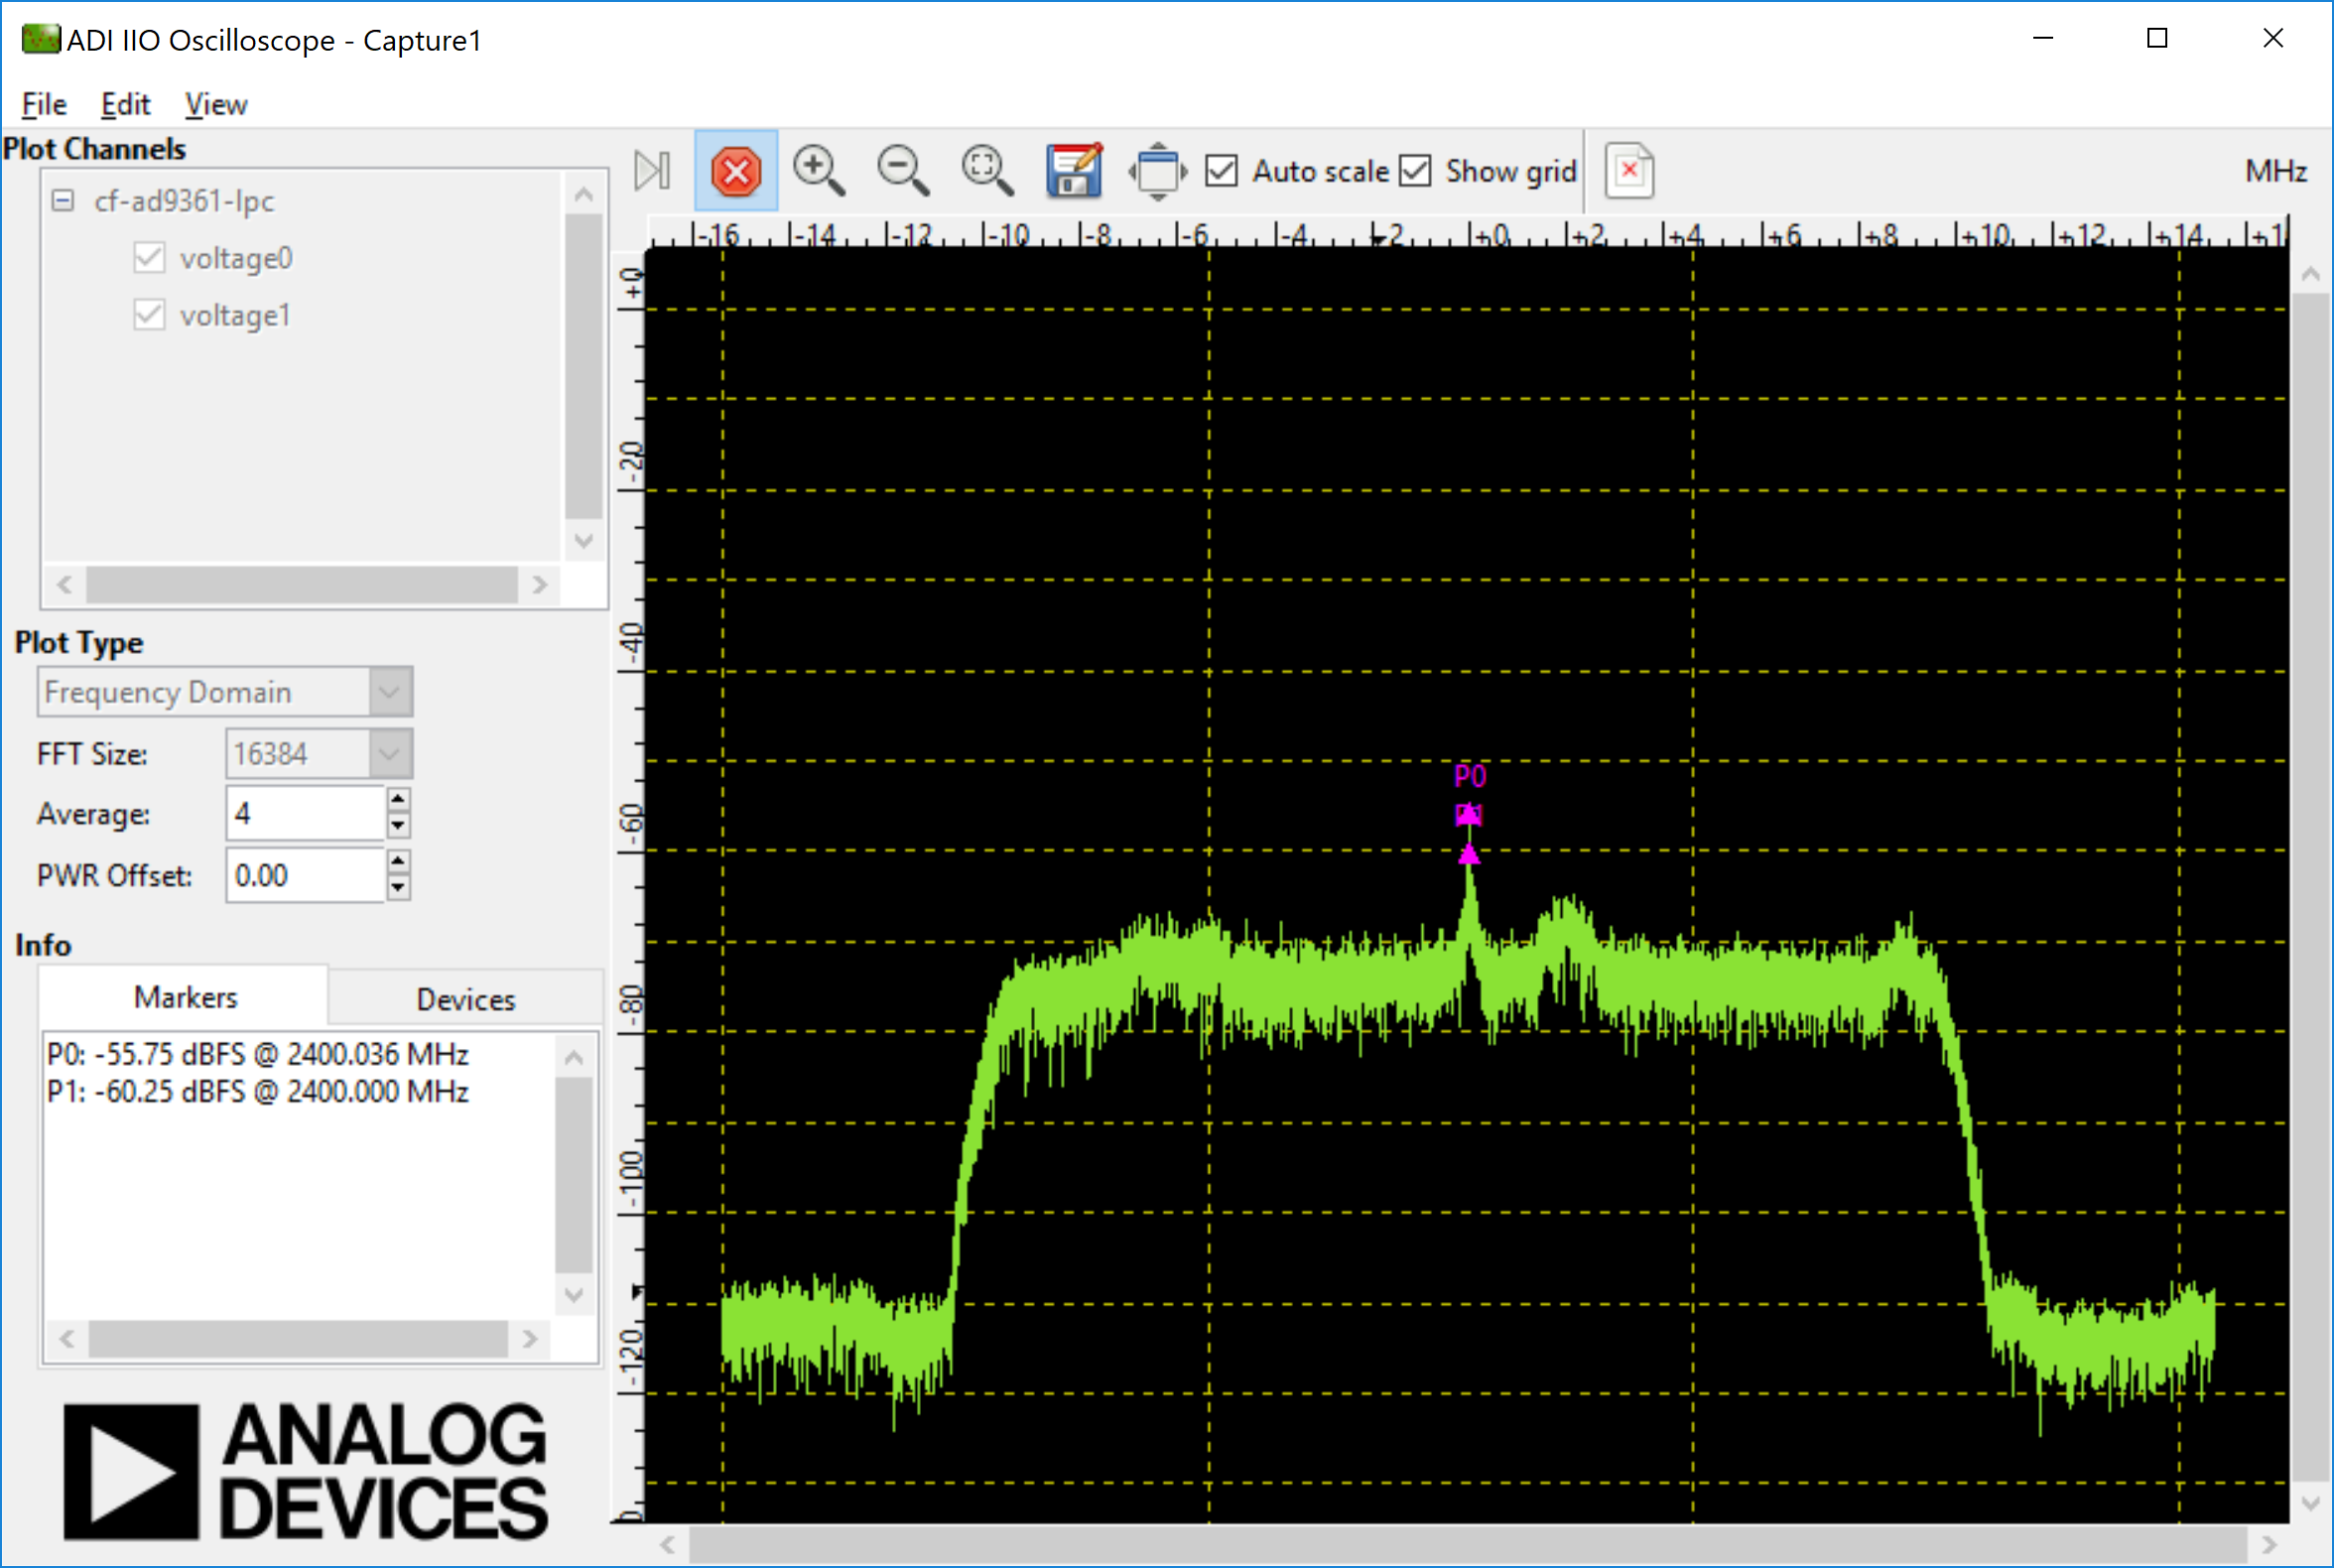 ADI IIO Oscilloscope - Capture1
File Edit View
Plot Channels
cf-ad9361-lpc
voltage0
voltage1
Plot Type
Frequency Domain
FFT Size: 16384
Average: 4
PWR Offset: 0.00
Info
Markers Devices
P0: -55.75 dBFS @ 2400.036 MHz
P1: -60.25 dBFS @ 2400.000 MHz
ANALOG
DEVICES
Auto scale Show grid MHz
-16 -14 -12 -10 -8 -6 -4 -2 +0 +2 +4 +6 +8 +10 +12 +14
+0
-20
-40
-60
-80
-100
-120
P0